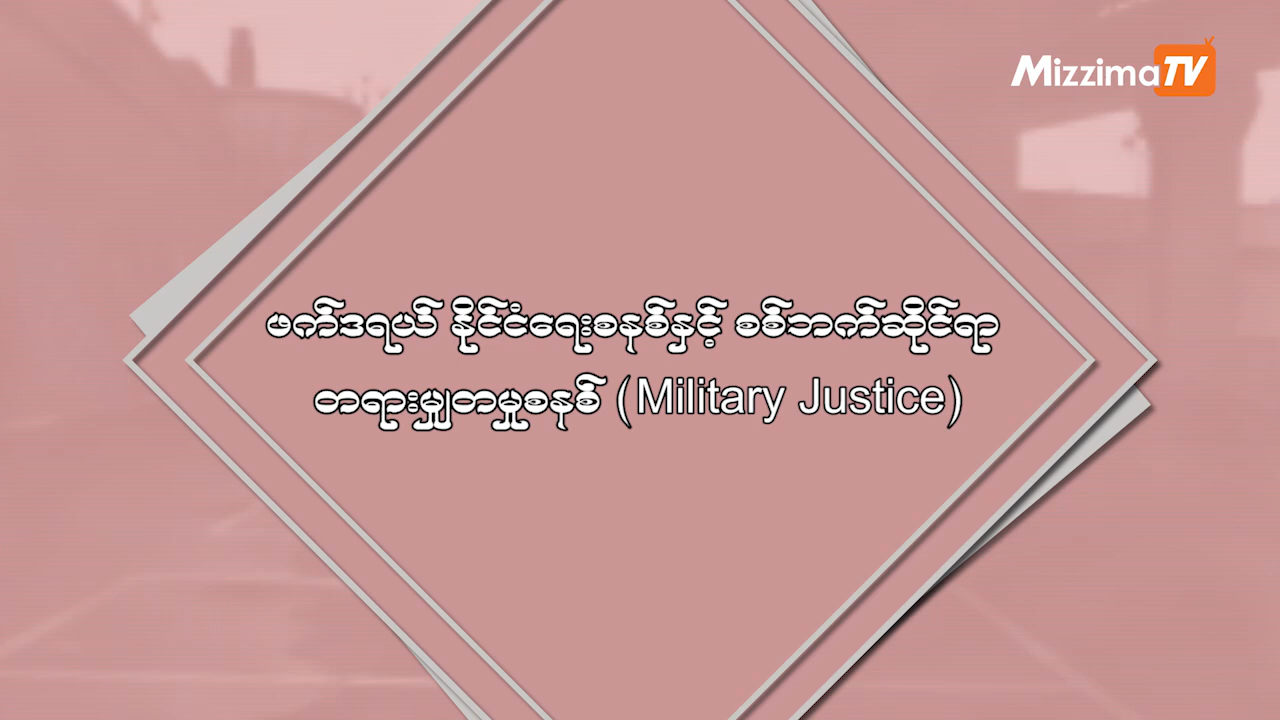 MizzimaTV
ဖက်ဒရယ် နိုင်ငံရေးစနစ်နှင့် စစ်ဘက်ဆိုင်ရာ
တရားမျှတမှုစနစ် (Military Justice)